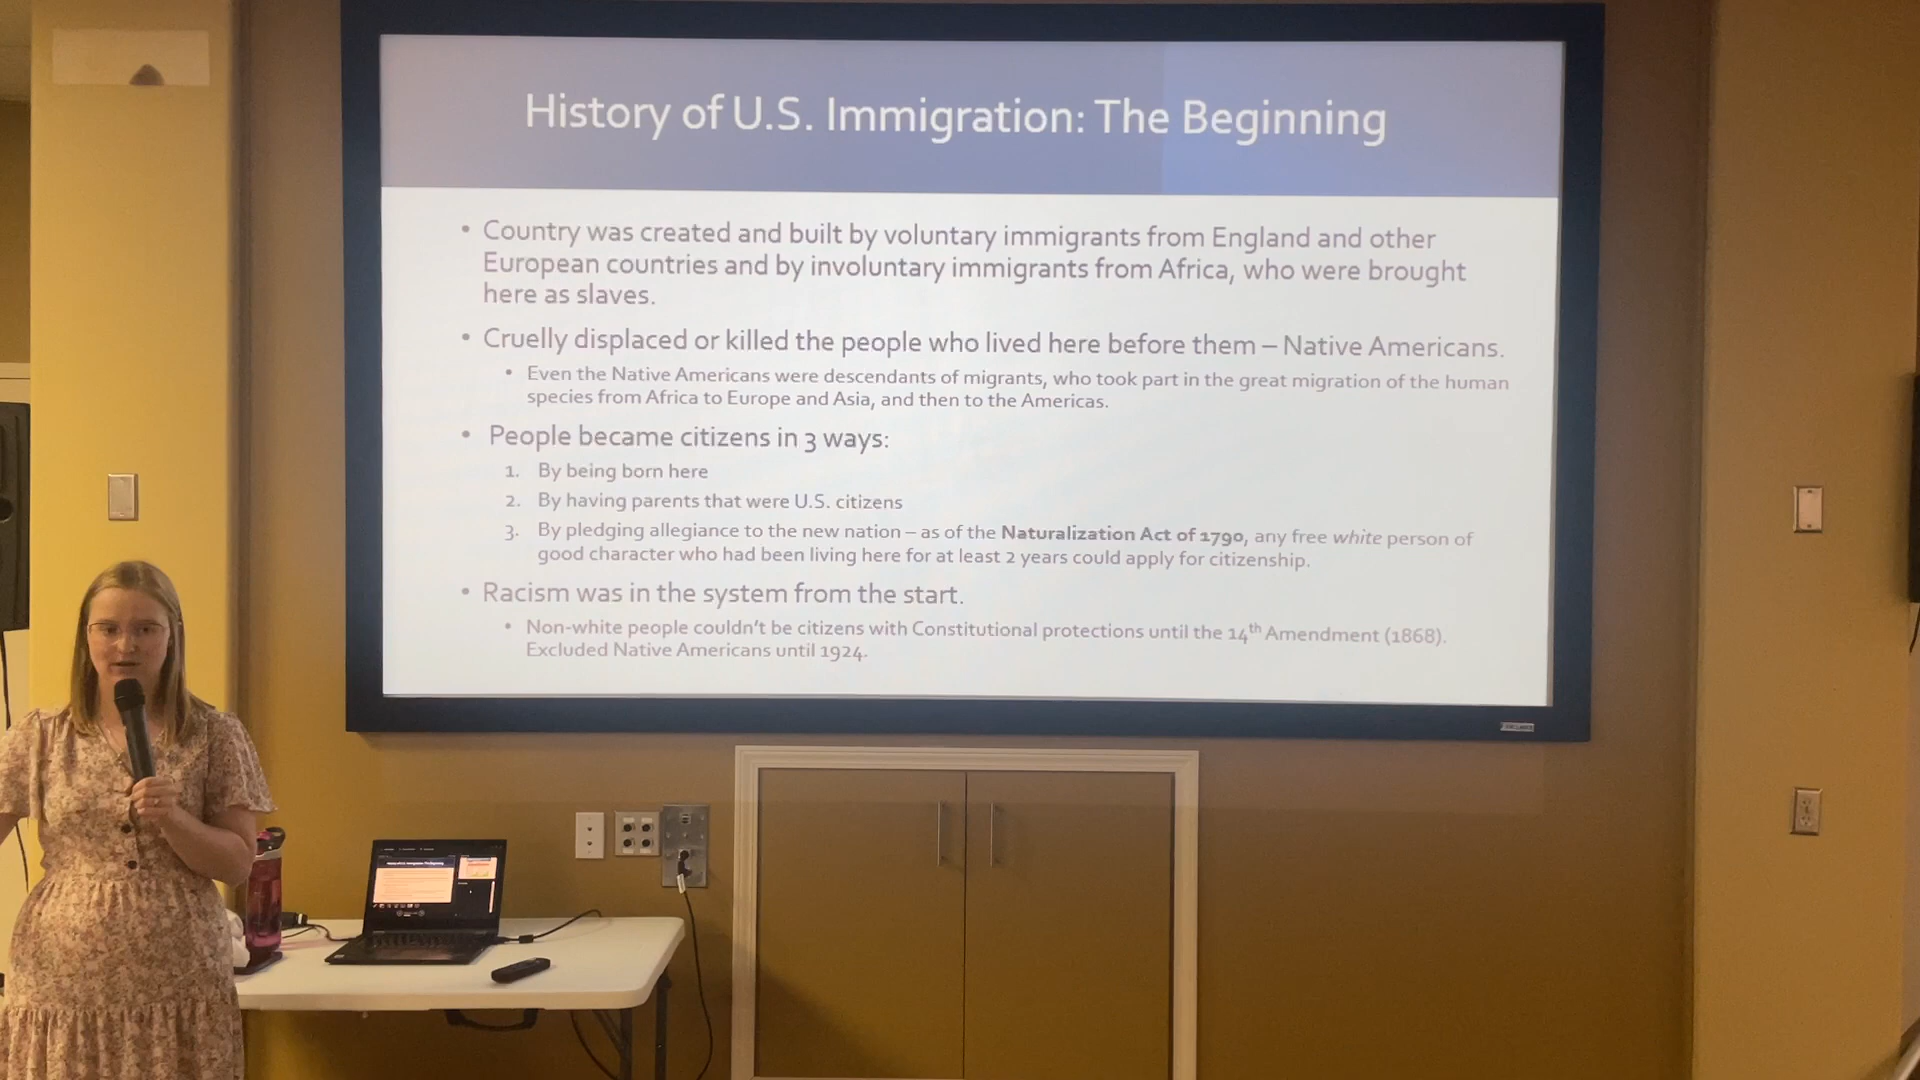 History of U.S. Immigration: The Beginning
• Country was created and built by voluntary immigrants from England and other
European countries and by involuntary immigrants from Africa, who were brought
here as slaves.
• Cruelly displaced or killed the people who lived here before them – Native Americans.
• Even the Native Americans were descendants of migrants, who took part in the great migration of the human
species from Africa to Europe and Asia, and then to the Americas.
• People became citizens in 3 ways:
1. By being born here
2. By having parents that were U.S. citizens
3. By pledging allegiance to the new nation – as of the Naturalization Act of 1790, any free white person of
good character who had been living here for at least 2 years could apply for citizenship.
• Racism was in the system from the start.
• Non-white people couldn't be citizens with Constitutional protections until the 14th Amendment (1868).
Excluded Native Americans until 1924.